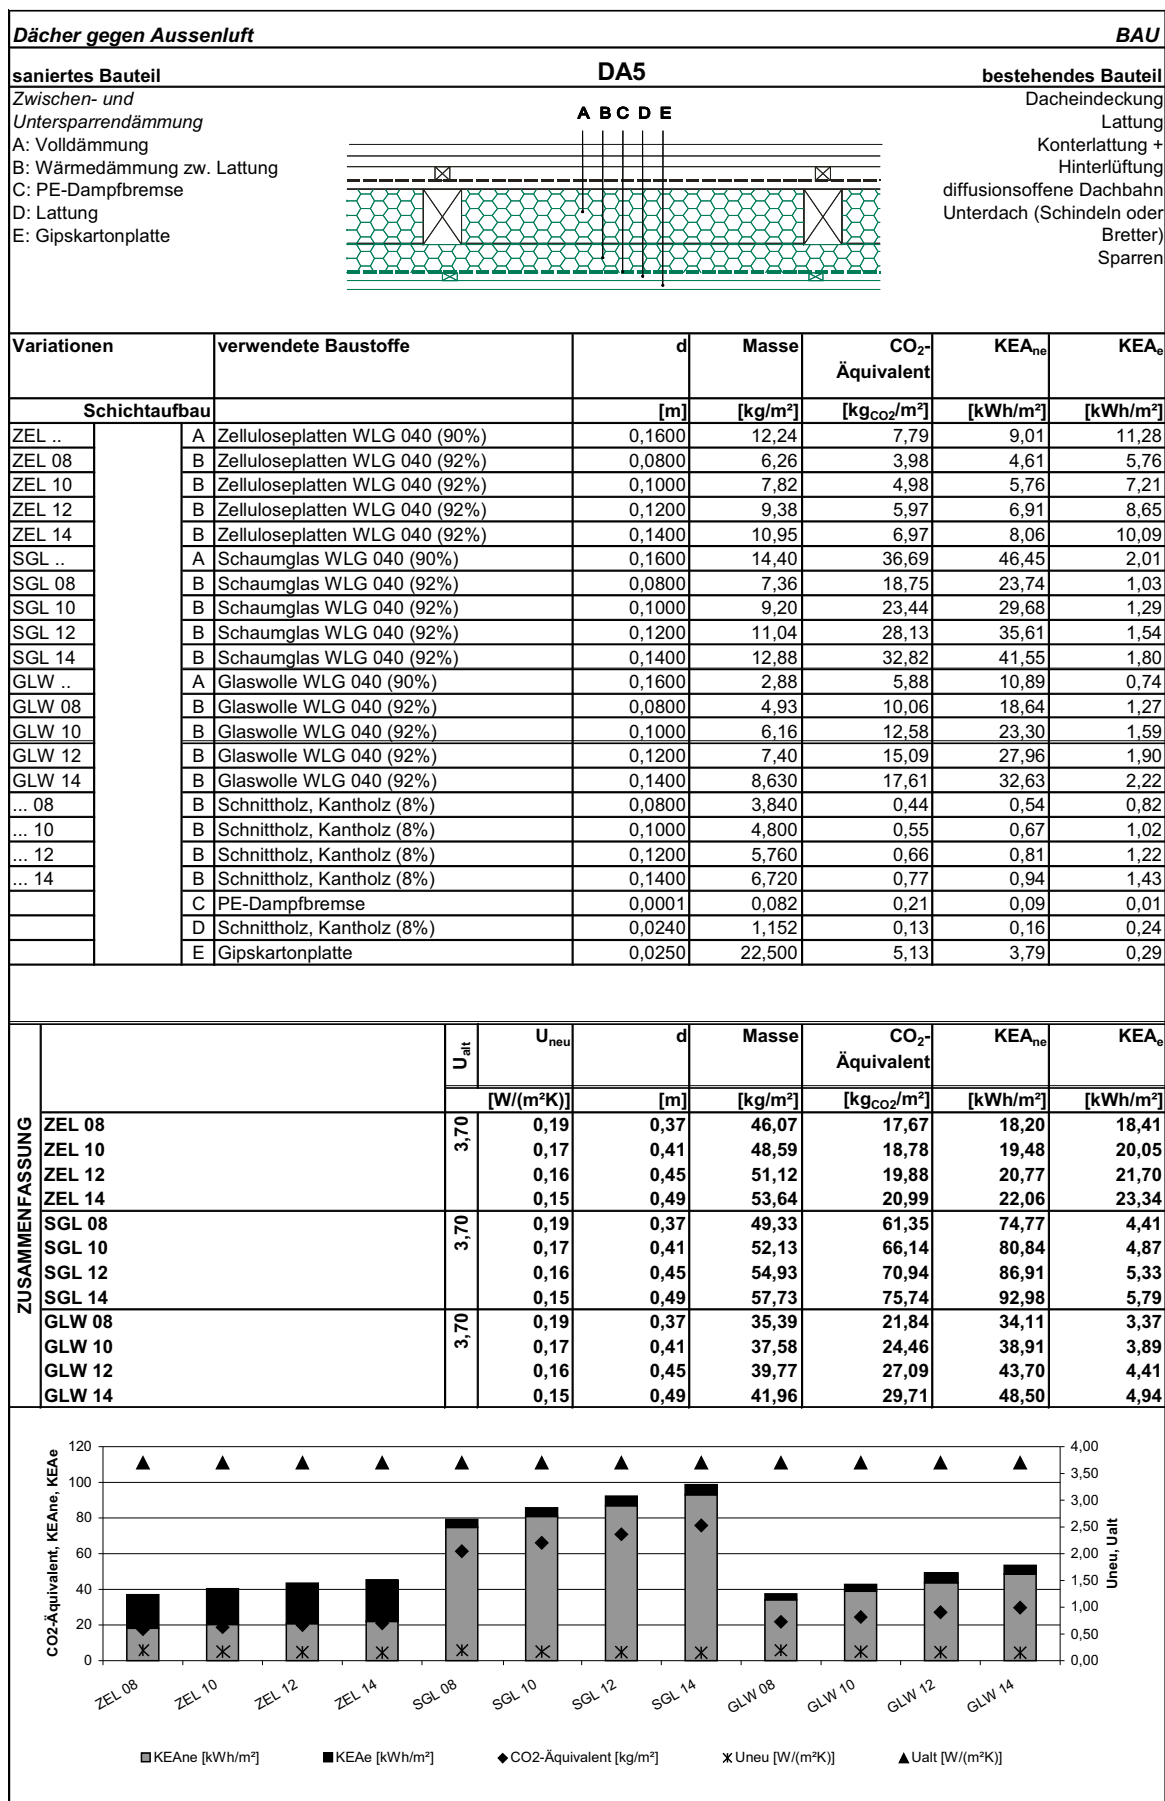 Dächer gegen Aussenluft BAU
saniertes Bauteil DA5 bestehendes Bauteil
Zwischen- und
Untersparrendämmung
A: Volldämmung
B: Wärmedämmung zw. Lattung
C: PE-Dampfbremse
D: Lattung
E: Gipskartonplatte
A B C D E
Dacheindeckung
Lattung
Konterlattung +
Hinterlüftung
diffusionsoffene Dachbahn
Unterdach (Schindeln oder
Bretter)
Sparren
Variationen verwendete Baustoffe d Masse CO2- KEAne KEAe
Äquivalent
Schichtaufbau [m] [kg/m²] [kgCO2/m²] [kWh/m²] [kWh/m²]
ZEL .. A Zelluloseplatten WLG 040 (90%) 0,1600 12,24 7,79 9,01 11,28
ZEL 08 B Zelluloseplatten WLG 040 (92%) 0,0800 6,26 3,98 4,61 5,76
ZEL 10 B Zelluloseplatten WLG 040 (92%) 0,1000 7,82 4,98 5,76 7,21
ZEL 12 B Zelluloseplatten WLG 040 (92%) 0,1200 9,38 5,97 6,91 8,65
ZEL 14 B Zelluloseplatten WLG 040 (92%) 0,1400 10,95 6,97 8,06 10,09
SGL .. A Schaumglas WLG 040 (90%) 0,1600 14,40 36,69 46,45 2,01
SGL 08 B Schaumglas WLG 040 (92%) 0,0800 7,36 18,75 23,74 1,03
SGL 10 B Schaumglas WLG 040 (92%) 0,1000 9,20 23,44 29,68 1,29
SGL 12 B Schaumglas WLG 040 (92%) 0,1200 11,04 28,13 35,61 1,54
SGL 14 B Schaumglas WLG 040 (92%) 0,1400 12,88 32,82 41,55 1,80
GLW .. A Glaswolle WLG 040 (90%) 0,1600 2,88 5,88 10,89 0,74
GLW 08 B Glaswolle WLG 040 (92%) 0,0800 4,93 10,06 18,64 1,27
GLW 10 B Glaswolle WLG 040 (92%) 0,1000 6,16 12,58 23,30 1,59
GLW 12 B Glaswolle WLG 040 (92%) 0,1200 7,40 15,09 27,96 1,90
GLW 14 B Glaswolle WLG 040 (92%) 0,1400 8,630 17,61 32,63 2,22
... 08 B Schnittholz, Kantholz (8%) 0,0800 3,840 0,44 0,54 0,82
... 10 B Schnittholz, Kantholz (8%) 0,1000 4,800 0,55 0,67 1,02
... 12 B Schnittholz, Kantholz (8%) 0,1200 5,760 0,66 0,81 1,22
... 14 B Schnittholz, Kantholz (8%) 0,1400 6,720 0,77 0,94 1,43
C PE-Dampfbremse 0,0001 0,082 0,21 0,09 0,01
D Schnittholz, Kantholz (8%) 0,0240 1,152 0,13 0,16 0,24
E Gipskartonplatte 0,0250 22,500 5,13 3,79 0,29
ZUSAMMENFASSUNG
Ualt Uneu d Masse CO2- KEAne KEAe
Äquivalent
[W/(m²K)] [m] [kg/m²] [kgCO2/m²] [kWh/m²] [kWh/m²]
ZEL 08 3,70 0,19 0,37 46,07 17,67 18,20 18,41
ZEL 10 0,17 0,41 48,59 18,78 19,48 20,05
ZEL 12 0,16 0,45 51,12 19,88 20,77 21,70
ZEL 14 0,15 0,49 53,64 20,99 22,06 23,34
SGL 08 3,70 0,19 0,37 49,33 61,35 74,77 4,41
SGL 10 0,17 0,41 52,13 66,14 80,84 4,87
SGL 12 0,16 0,45 54,93 70,94 86,91 5,33
SGL 14 0,15 0,49 57,73 75,74 92,98 5,79
GLW 08 3,70 0,19 0,37 35,39 21,84 34,11 3,37
GLW 10 0,17 0,41 37,58 24,46 38,91 3,89
GLW 12 0,16 0,45 39,77 27,09 43,70 4,41
GLW 14 0,15 0,49 41,96 29,71 48,50 4,94
CO2-Äquivalent, KEAne, KEAe
120
100
80
60
40
20
0
4,00
3,50
3,00
2,50
2,00
1,50
1,00
0,50
0,00
Uneu, Ualt
ZEL 08 ZEL 10 ZEL 12 ZEL 14 SGL 08 SGL 10 SGL 12 SGL 14 GLW 08 GLW 10 GLW 12 GLW 14
KEAne [kWh/m²] KEAe [kWh/m²] CO2-Äquivalent [kg/m²] Uneu [W/(m²K)] Ualt [W/(m²K)]